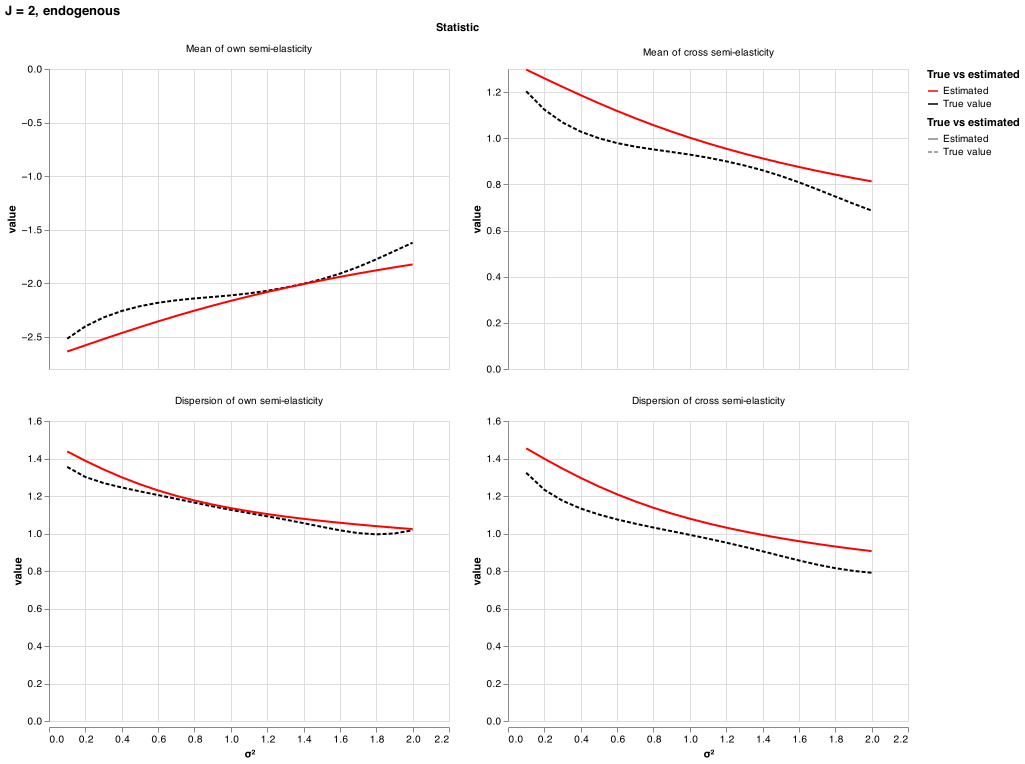 J = 2, endogenous
Statistic
Mean of own semi-elasticity
Mean of cross semi-elasticity
True vs estimated
Estimated
True value
True vs estimated
Estimated
True value
value
0.0
−0.5
−1.0
−1.5
−2.0
−2.5
value
1.2
1.0
0.8
0.6
0.4
0.2
0.0
Dispersion of own semi-elasticity
Dispersion of cross semi-elasticity
value
1.6
1.4
1.2
1.0
0.8
0.6
0.4
0.2
0.0
0.0 0.2 0.4 0.6 0.8 1.0 1.2 1.4 1.6 1.8 2.0 2.2
σ²
value
1.6
1.4
1.2
1.0
0.8
0.6
0.4
0.2
0.0
0.0 0.2 0.4 0.6 0.8 1.0 1.2 1.4 1.6 1.8 2.0 2.2
σ²